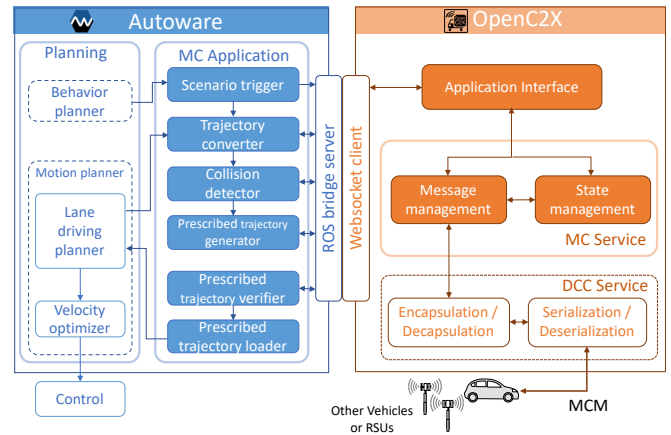 Autoware
OpenC2X
Planning
MC Application
Behavior
planner
Scenario trigger
Trajectory
converter
Collision
detector
Prescribed trajectory
generator
Prescribed
trajectory verifier
Prescribed
trajectory loader
Motion planner
Lane
driving
planner
Velocity
optimizer
Control
ROS bridge server
Websocket client
Application Interface
Message
management
State
management
MC Service
DCC Service
Encapsulation /
Decapsulation
Serialization /
Deserialization
MCM
Other Vehicles
or RSUs